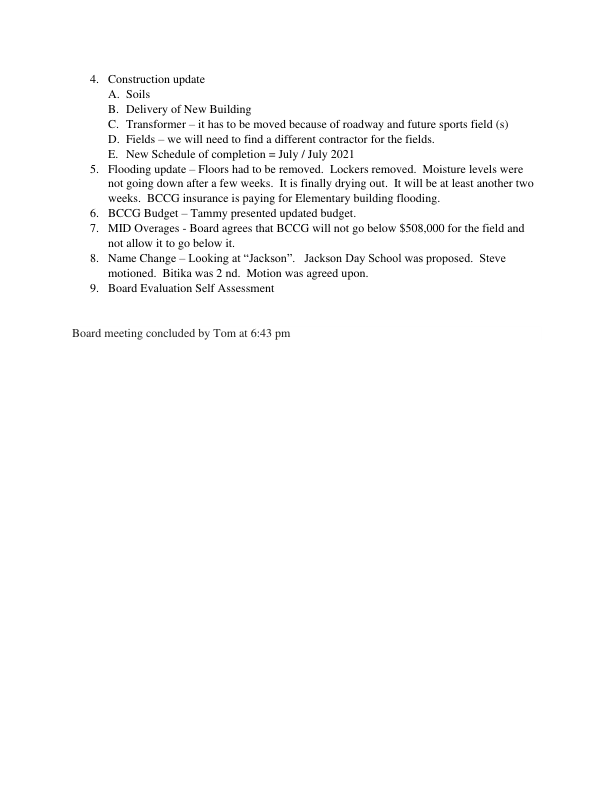 4. Construction update
A. Soils
B. Delivery of New Building
C. Transformer – it has to be moved because of roadway and future sports field (s)
D. Fields – we will need to find a different contractor for the fields.
E. New Schedule of completion = July / July 2021
5. Flooding update – Floors had to be removed. Lockers removed. Moisture levels were
not going down after a few weeks. It is finally drying out. It will be at least another two
weeks. BCCG insurance is paying for Elementary building flooding.
6. BCCG Budget – Tammy presented updated budget.
7. MID Overages - Board agrees that BCCG will not go below $508,000 for the field and
not allow it to go below it.
8. Name Change – Looking at “Jackson”. Jackson Day School was proposed. Steve
motioned. Bitika was 2 nd. Motion was agreed upon.
9. Board Evaluation Self Assessment
Board meeting concluded by Tom at 6:43 pm